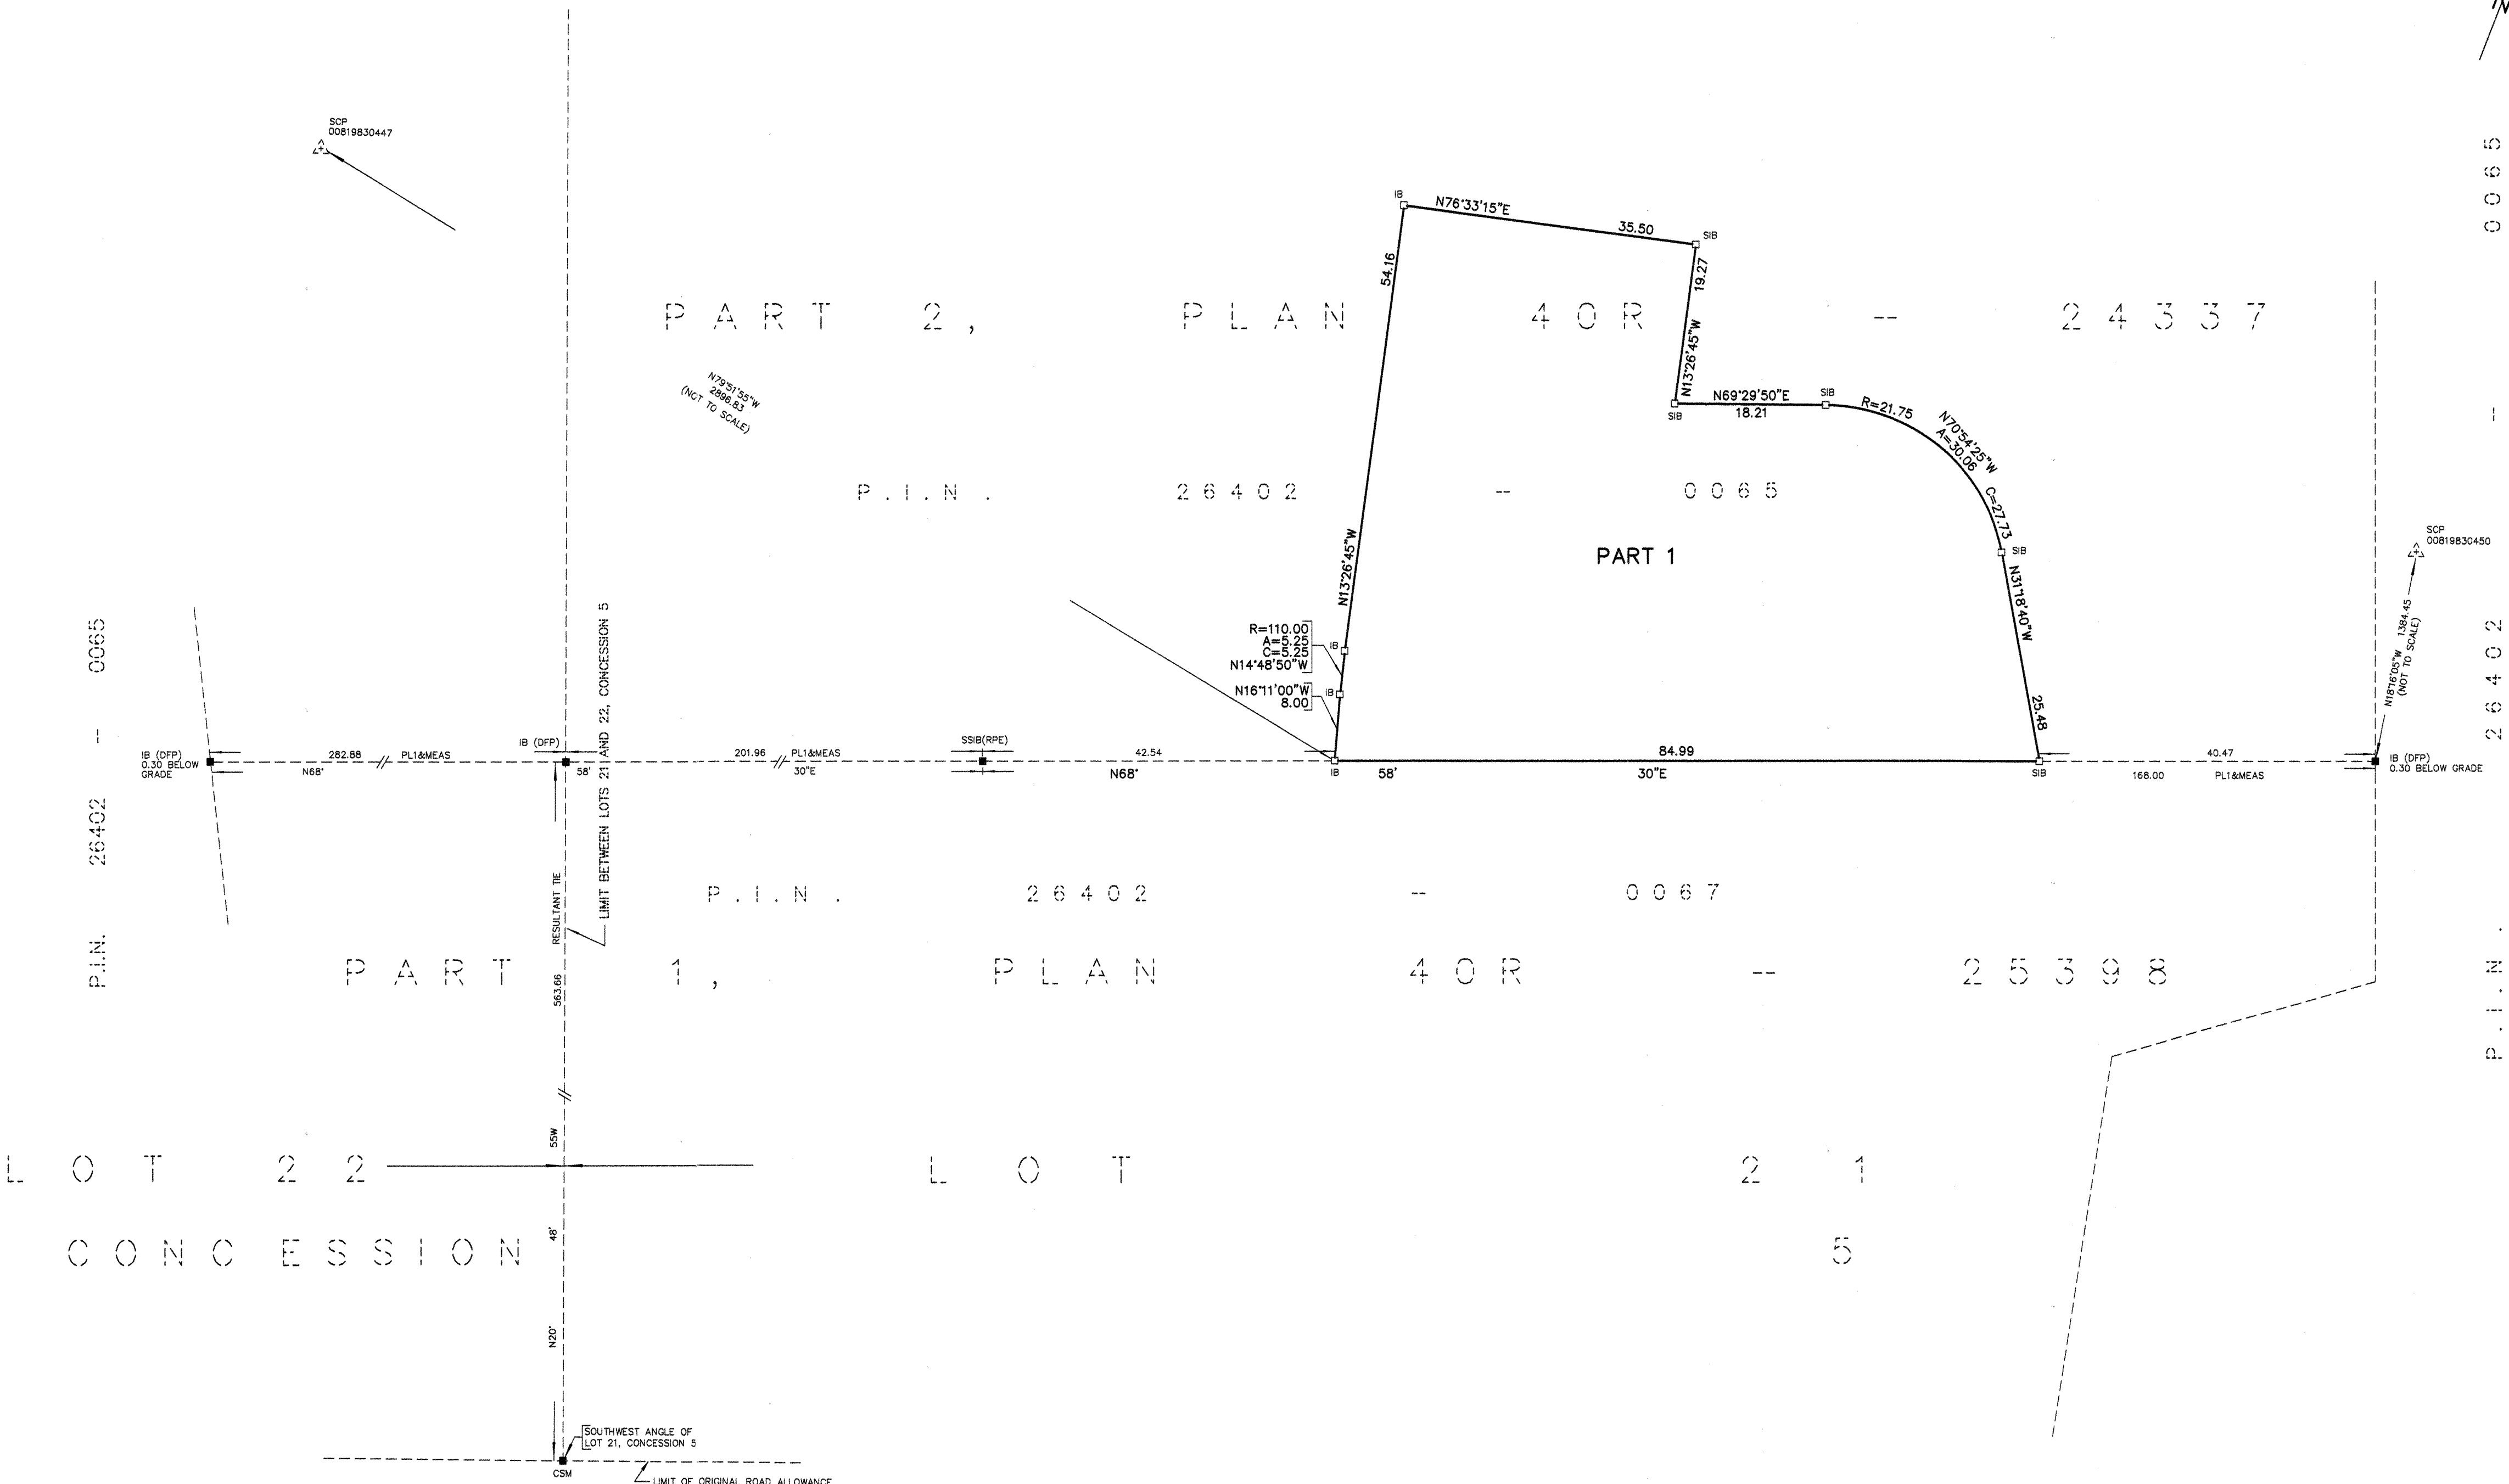 N
SCP
00819830447
IB
N76°33'15"E
35.50
SIB
54.16
19.27
N13°26'45"W
PART 2, PLAN 40R - 24337
N79°51'55"W
2896.83
(NOT TO SCALE)
SIB
N69°29'50"E
18.21
SIB
R=21.75
N70°54'25"W
A=30.06
C=27.73
P.I.N. 26402 - 0065
PART 1
SIB
N31°18'40"W
25.48
SCP
00819830450
N18°16'05"W 1384.45
(NOT TO SCALE)
N13°26'45"W
R=110.00
A=5.25
C=5.25
N14°48'50"W
IB
N16°11'00"W
8.00
IB
P.I.N. 26402 - 0065
P.I.N. 26402 - 0065
LIMIT BETWEEN LOTS 21 AND 22, CONCESSION 5
IB (DFP)
0.30 BELOW
GRADE
282.88 PL1&MEAS
N68°
IB (DFP)
58'
201.96 PL1&MEAS
30"E
SSIB(RPE)
42.54
N68°
IB
84.99
58'
30"E
SIB
40.47
168.00 PL1&MEAS
IB (DFP)
0.30 BELOW GRADE
RESULTANT TIE
563.66
P.I.N. 26402 - 0067
PART 1, PLAN 40R - 25398
55W
48'
N20°
LOT 22
LOT 21
CONCESSION 5
SOUTHWEST ANGLE OF
LOT 21, CONCESSION 5
CSM
LIMIT OF ORIGINAL ROAD ALLOWANCE